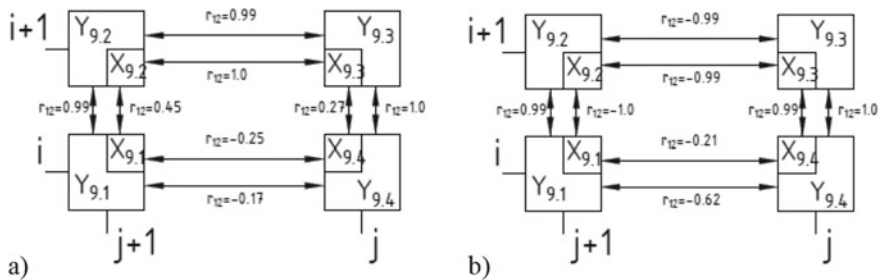 r₁₂=0.99
i+1 Y₉.₂ Y₉.₃
X₉.₂ X₉.₃
r₁₂=1.0
r₁₂=0.99 r₁₂=0.45 r₁₂=0.27 r₁₂=1.0
r₁₂=-0.25
i X₉.₁ X₉.₄
Y₉.₁ Y₉.₄
r₁₂=-0.17
j+1 j
a)
r₁₂=-0.99
i+1 Y₉.₂ Y₉.₃
X₉.₂ X₉.₃
r₁₂=-0.99
r₁₂=0.99 r₁₂=-1.0 r₁₂=0.99 r₁₂=1.0
r₁₂=-0.21
i X₉.₁ X₉.₄
Y₉.₁ Y₉.₄
r₁₂=-0.62
j+1 j
b)